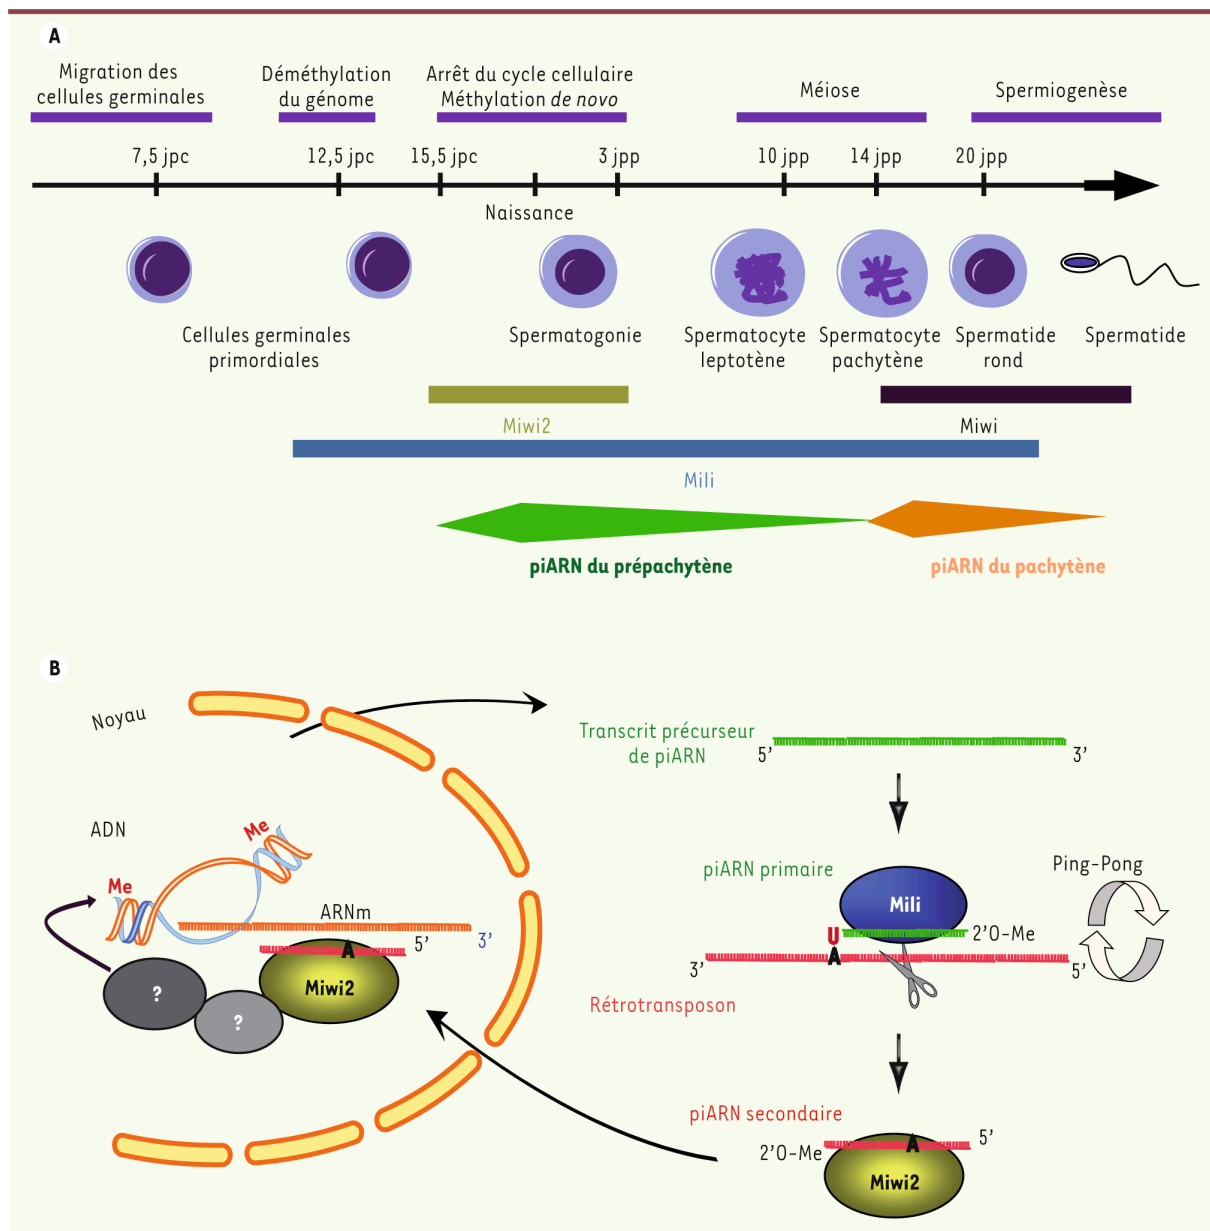 A
Migration des
cellules germinales
Déméthylation
du génome
Arrêt du cycle cellulaire
Méthylation de novo
Méiose
Spermiogenèse
7,5 jpc
12,5 jpc
15,5 jpc
3 jpp
10 jpp
14 jpp
20 jpp
Naissance
Cellules germinales
primordiales
Spermatogonie
Spermatocyte
leptotène
Spermatocyte
pachytène
Spermatide
rond
Spermatide
Miwi2
Miwi
Mili
piARN du prépachytène
piARN du pachytène
B
Noyau
Transcrit précurseur
de piARN
5’
3’
ADN
Me
Me
ARNm
5’
3’
A
Miwi2
?
?
piARN primaire
Mili
Ping-Pong
U
2’O-Me
A
3’
5’
Rétrotransposon
piARN secondaire
5’
2’O-Me
A
Miwi2